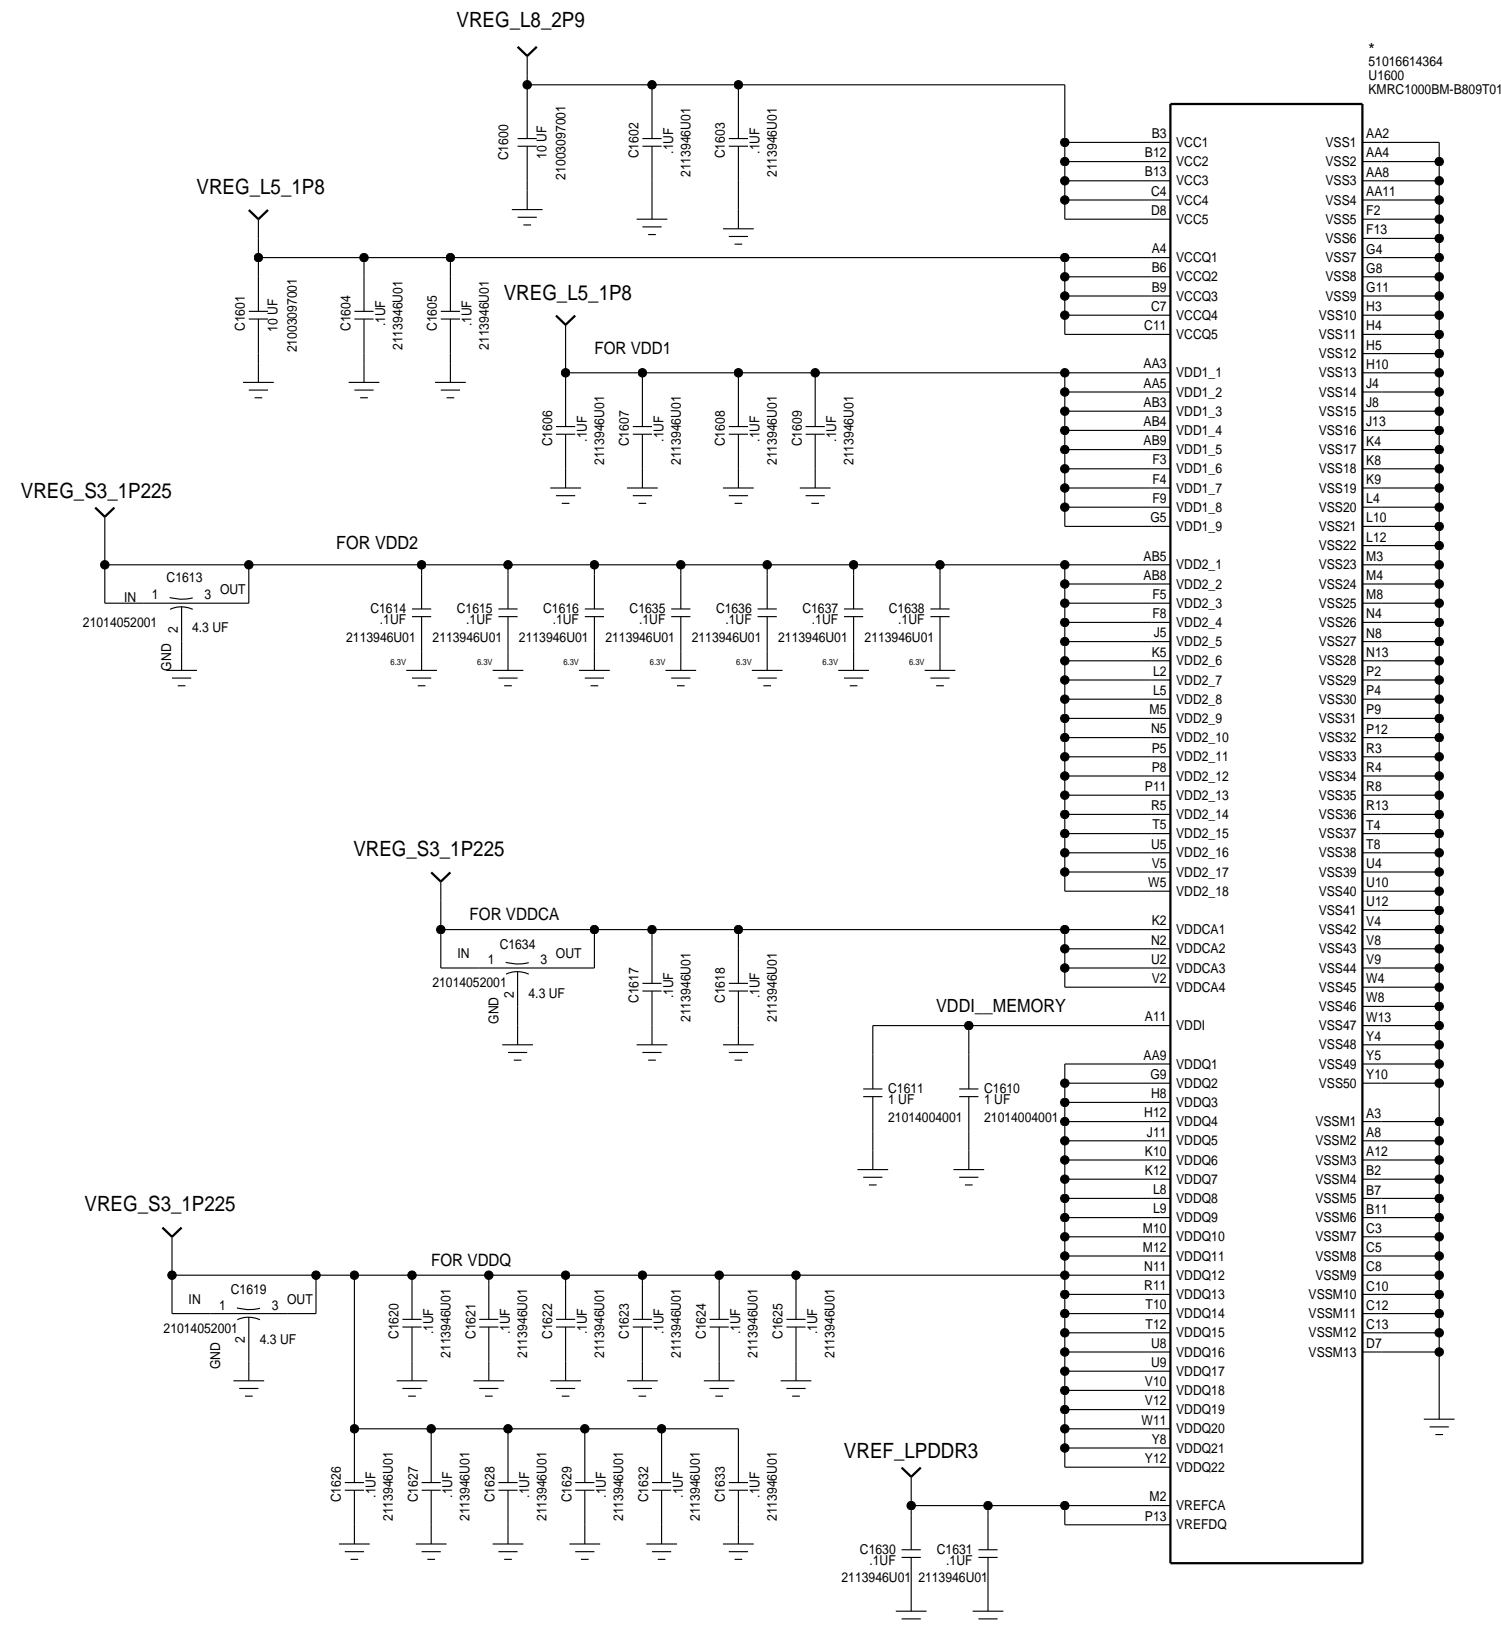 VREG_L8_2P9
*
51016614364
U1600
KMRC1000BM-B809T01
C1600
10 UF
21003097001
C1602
.1UF
2113946U01
C1603
.1UF
2113946U01
VREG_L5_1P8
C1601
10 UF
21003097001
C1604
.1UF
2113946U01
C1605
.1UF
2113946U01
VREG_L5_1P8
FOR VDD1
C1606
.1UF
2113946U01
C1607
.1UF
2113946U01
C1608
.1UF
2113946U01
C1609
.1UF
2113946U01
VREG_S3_1P225
FOR VDD2
C1613
IN 1 3 OUT
21014052001
2
4.3 UF
GND
C1614
.1UF
2113946U01
6.3V
C1615
.1UF
2113946U01
6.3V
C1616
.1UF
2113946U01
6.3V
C1635
.1UF
2113946U01
6.3V
C1636
.1UF
2113946U01
6.3V
C1637
.1UF
2113946U01
6.3V
C1638
.1UF
2113946U01
6.3V
VREG_S3_1P225
FOR VDDCA
C1634
IN 1 3 OUT
21014052001
2
4.3 UF
GND
C1617
.1UF
2113946U01
C1618
.1UF
2113946U01
VDDI__MEMORY
C1611
1 UF
21014004001
C1610
1 UF
21014004001
VREG_S3_1P225
FOR VDDQ
C1619
IN 1 3 OUT
21014052001
2
4.3 UF
GND
C1620
.1UF
2113946U01
C1621
.1UF
2113946U01
C1622
.1UF
2113946U01
C1623
.1UF
2113946U01
C1624
.1UF
2113946U01
C1625
.1UF
2113946U01
C1626
.1UF
2113946U01
C1627
.1UF
2113946U01
C1628
.1UF
2113946U01
C1629
.1UF
2113946U01
C1632
.1UF
2113946U01
C1633
.1UF
2113946U01
VREF_LPDDR3
C1630
.1UF
2113946U01
C1631
.1UF
2113946U01
B3 VCC1
B12 VCC2
B13 VCC3
C4 VCC4
D8 VCC5
A4 VCCQ1
B6 VCCQ2
B9 VCCQ3
C7 VCCQ4
C11 VCCQ5
AA3 VDD1_1
AA5 VDD1_2
AB3 VDD1_3
AB4 VDD1_4
AB9 VDD1_5
F3 VDD1_6
F4 VDD1_7
F9 VDD1_8
G5 VDD1_9
AB5 VDD2_1
AB8 VDD2_2
F5 VDD2_3
F8 VDD2_4
J5 VDD2_5
K5 VDD2_6
L2 VDD2_7
L5 VDD2_8
M5 VDD2_9
N5 VDD2_10
P5 VDD2_11
P8 VDD2_12
P11 VDD2_13
R5 VDD2_14
T5 VDD2_15
U5 VDD2_16
V5 VDD2_17
W5 VDD2_18
K2 VDDCA1
N2 VDDCA2
U2 VDDCA3
V2 VDDCA4
A11 VDDI
AA9 VDDQ1
G9 VDDQ2
H8 VDDQ3
H12 VDDQ4
J11 VDDQ5
K10 VDDQ6
K12 VDDQ7
L8 VDDQ8
L9 VDDQ9
M10 VDDQ10
M12 VDDQ11
N11 VDDQ12
R11 VDDQ13
T10 VDDQ14
T12 VDDQ15
U8 VDDQ16
U9 VDDQ17
V10 VDDQ18
V12 VDDQ19
W11 VDDQ20
Y8 VDDQ21
Y12 VDDQ22
M2 VREFCA
P13 VREFDQ
VSS1 AA2
VSS2 AA4
VSS3 AA8
VSS4 AA11
VSS5 F2
VSS6 F13
VSS7 G4
VSS8 G8
VSS9 G11
VSS10 H3
VSS11 H4
VSS12 H5
VSS13 H10
VSS14 J4
VSS15 J8
VSS16 J13
VSS17 K4
VSS18 K8
VSS19 K9
VSS20 L4
VSS21 L10
VSS22 L12
VSS23 M3
VSS24 M4
VSS25 M8
VSS26 N4
VSS27 N8
VSS28 N13
VSS29 P2
VSS30 P4
VSS31 P9
VSS32 P12
VSS33 R3
VSS34 R4
VSS35 R8
VSS36 R13
VSS37 T4
VSS38 T8
VSS39 U4
VSS40 U10
VSS41 U12
VSS42 V4
VSS43 V8
VSS44 V9
VSS45 W4
VSS46 W8
VSS47 W13
VSS48 Y4
VSS49 Y5
VSS50 Y10
VSSM1 A3
VSSM2 A8
VSSM3 A12
VSSM4 B2
VSSM5 B7
VSSM6 B11
VSSM7 C3
VSSM8 C5
VSSM9 C8
VSSM10 C10
VSSM11 C12
VSSM12 C13
VSSM13 D7